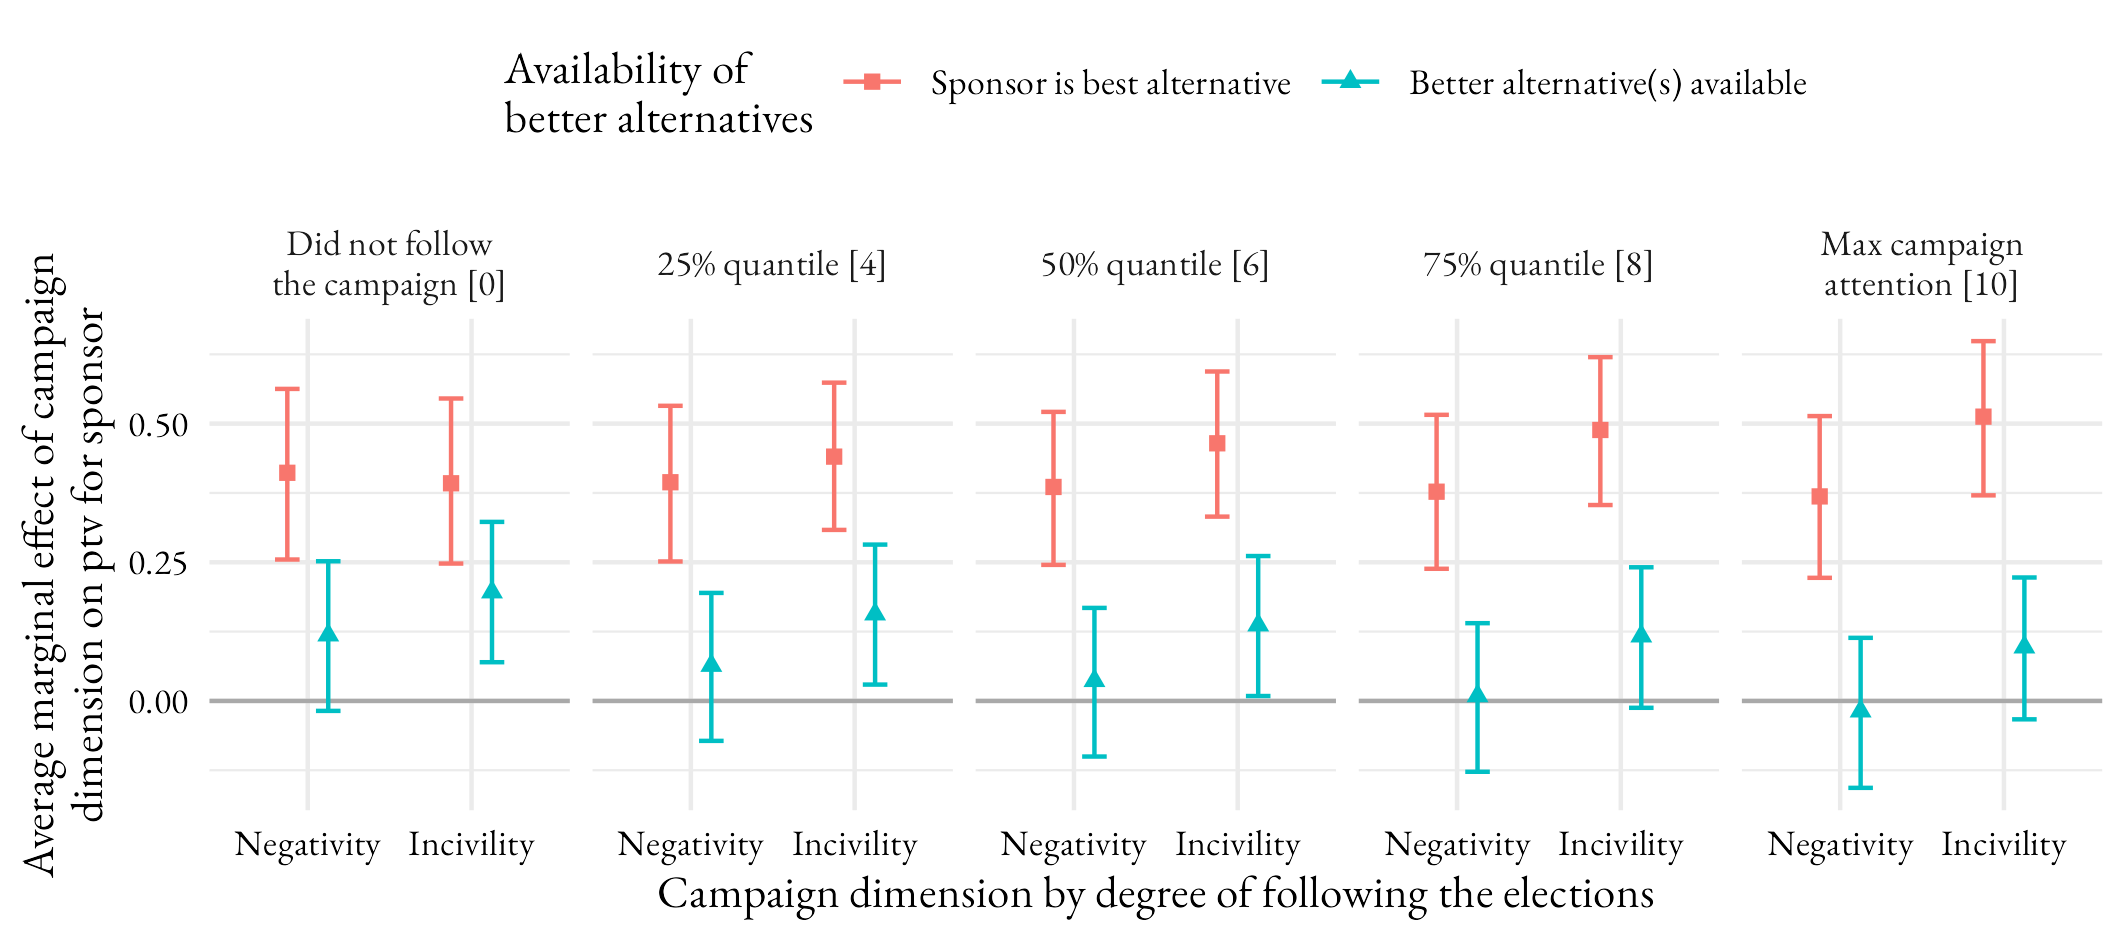 Availability of
better alternatives
Sponsor is best alternative
Better alternative(s) available
Did not follow
the campaign [0]
25% quantile [4]
50% quantile [6]
75% quantile [8]
Max campaign
attention [10]
Average marginal effect of campaign
dimension on ptv for sponsor
0.50
0.25
0.00
Negativity Incivility
Negativity Incivility
Negativity Incivility
Negativity Incivility
Negativity Incivility
Campaign dimension by degree of following the elections